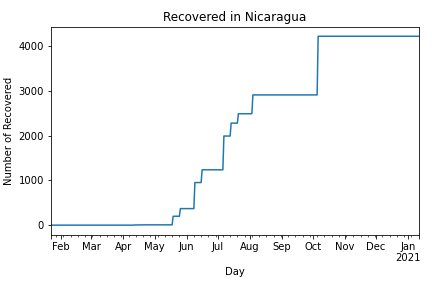 Recovered in Nicaragua
Number of Recovered
4000
3000
2000
1000
0
Feb Mar Apr May Jun Jul Aug Sep Oct Nov Dec Jan
2021
Day